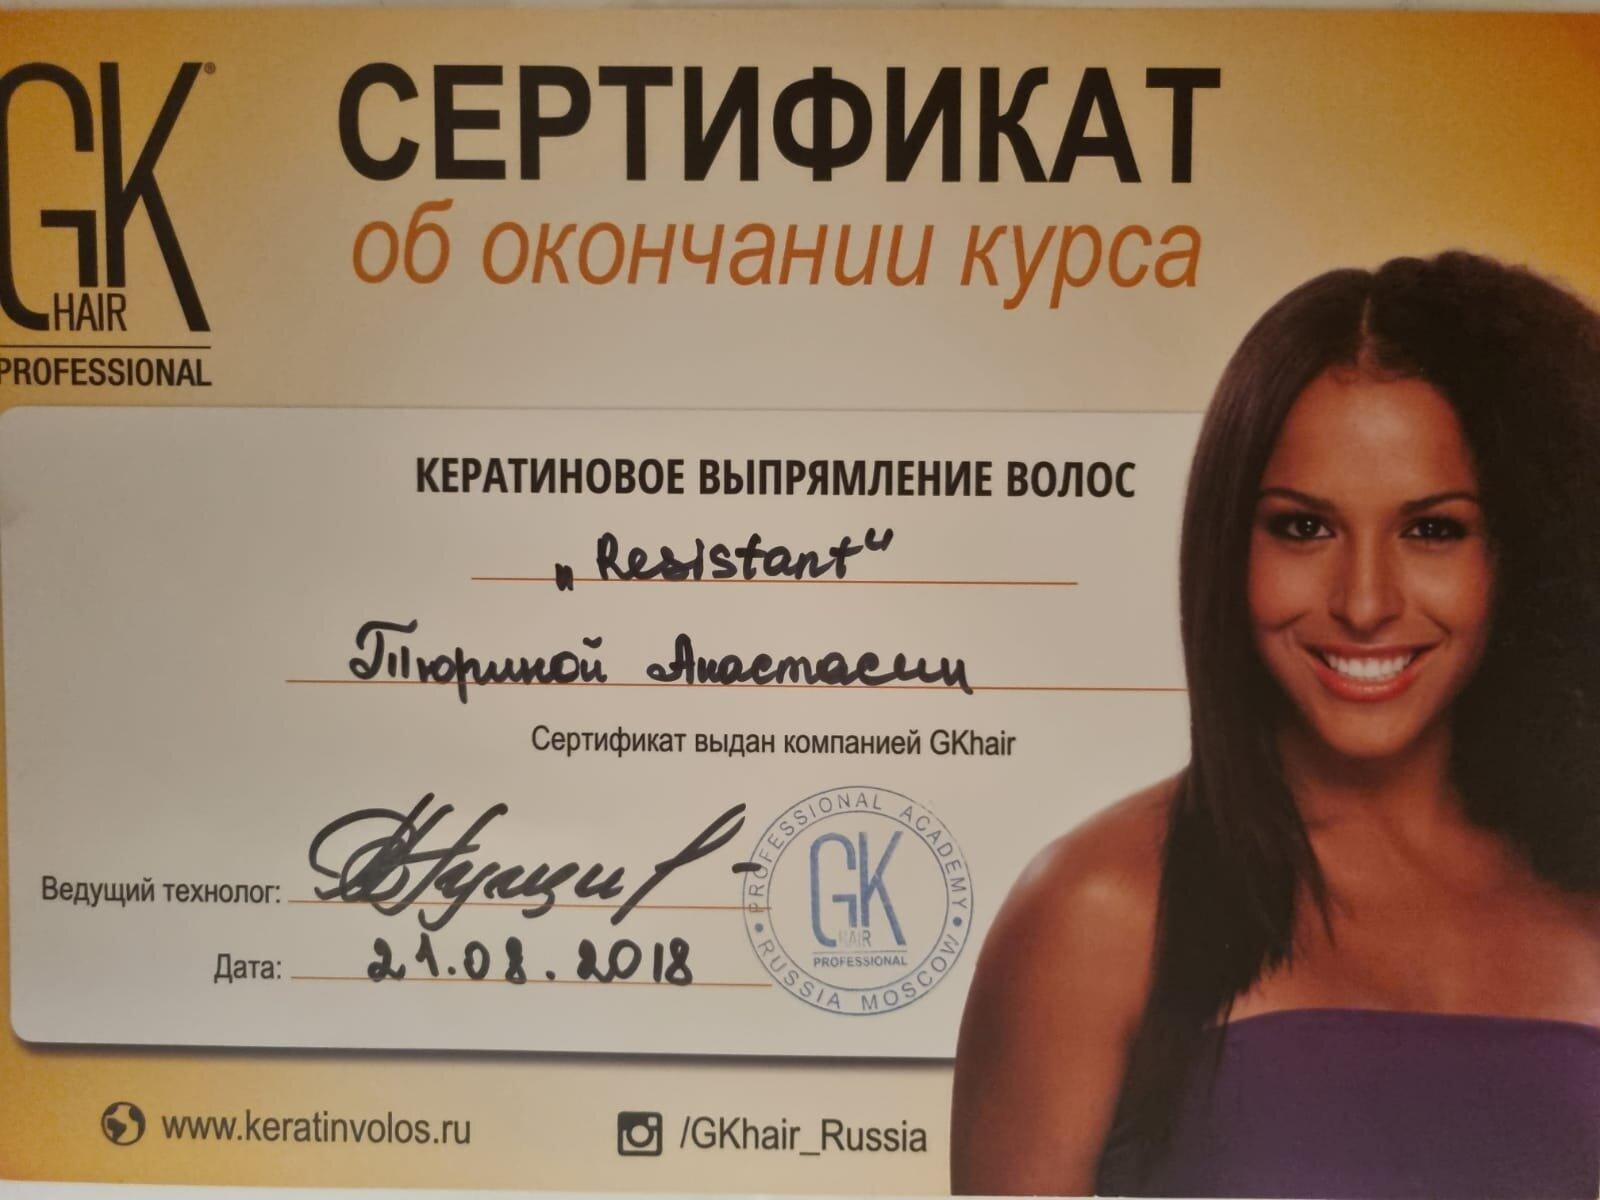 GK®
HAIR
PROFESSIONAL
СЕРТИФИКАТ
об окончании курса
КЕРАТИНОВОЕ ВЫПРЯМЛЕНИЕ ВОЛОС
„Resistant“
Тюриной Анастасии
Сертификат выдан компанией GKhair
Ведущий технолог:
Дата: 21.08.2018
PROFESSIONAL ACADEMY
GK
HAIR
PROFESSIONAL
RUSSIA MOSCOW
www.keratinvolos.ru
/GKhair_Russia